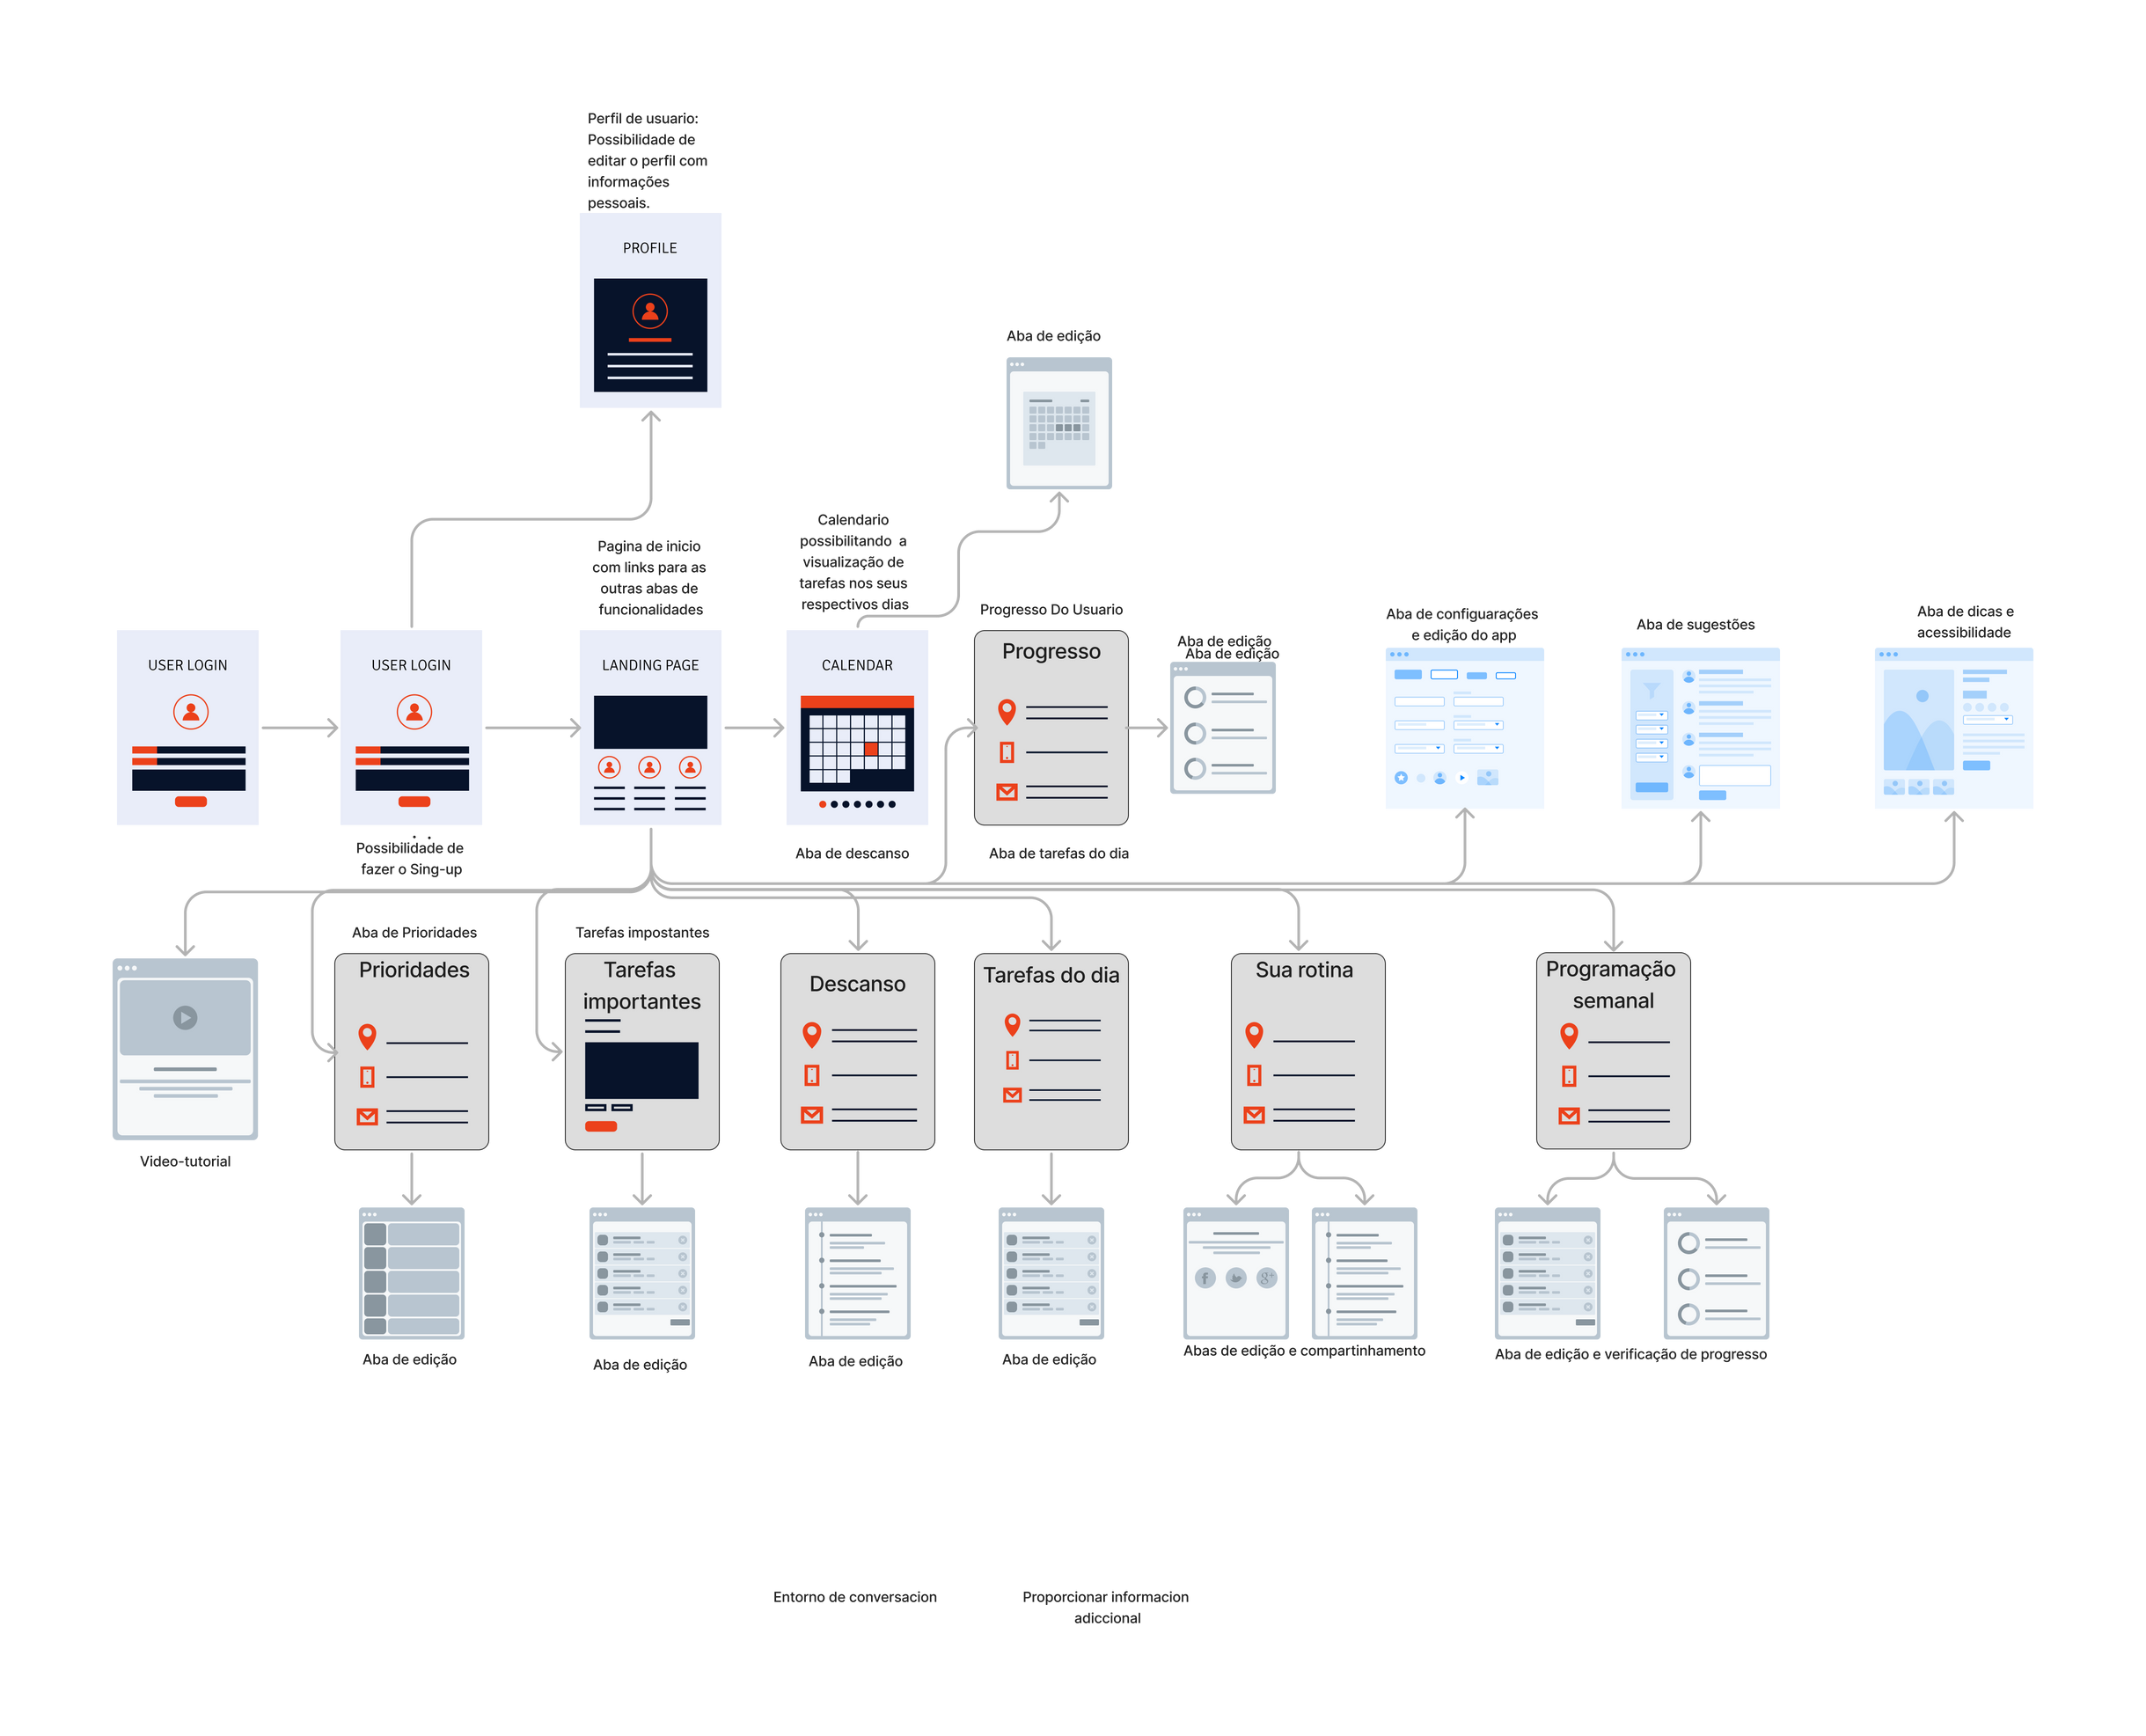 Perfil de usuario:
Possibilidade de
editar o perfil com
informações
pessoais.
PROFILE
Aba de edição
Calendario
possibilitando a
visualização de
tarefas nos seus
respectivos dias
Pagina de inicio
com links para as
outras abas de
funcionalidades
Progresso Do Usuario
Aba de configuarações
e edição do app
Aba de sugestões
Aba de dicas e
acessibilidade
USER LOGIN
USER LOGIN
LANDING PAGE
CALENDAR
Progresso
Aba de edição
Aba de edição
Possibilidade de
fazer o Sing-up
Aba de descanso
Aba de tarefas do dia
Aba de Prioridades
Tarefas impostantes
Prioridades
Tarefas
importantes
Descanso
Tarefas do dia
Sua rotina
Programação
semanal
Video-tutorial
Aba de edição
Aba de edição
Aba de edição
Aba de edição
Abas de edição e compartinhamento
Aba de edição e verificação de progresso
Entorno de conversacion
Proporcionar informacion
adiccional